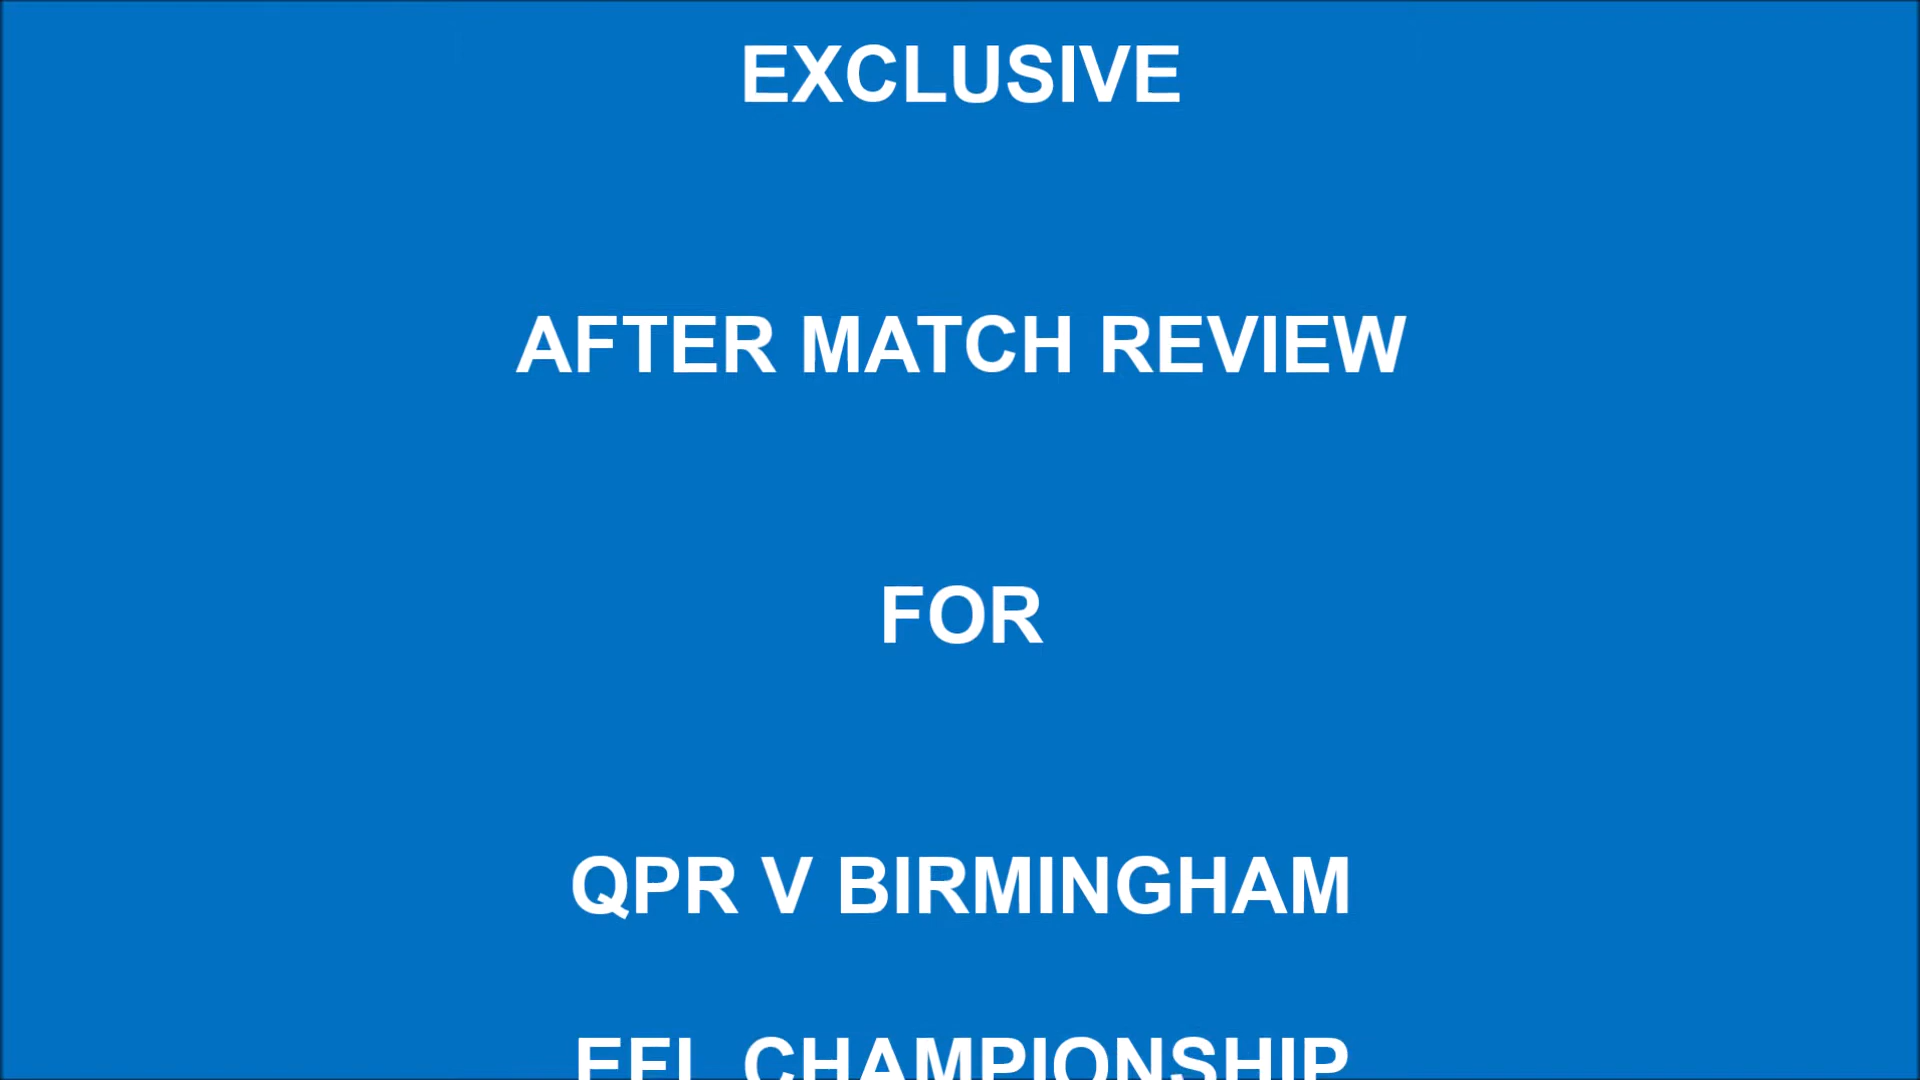 EXCLUSIVE
AFTER MATCH REVIEW
FOR
QPR V BIRMINGHAM
EFL CHAMPIONSHIP